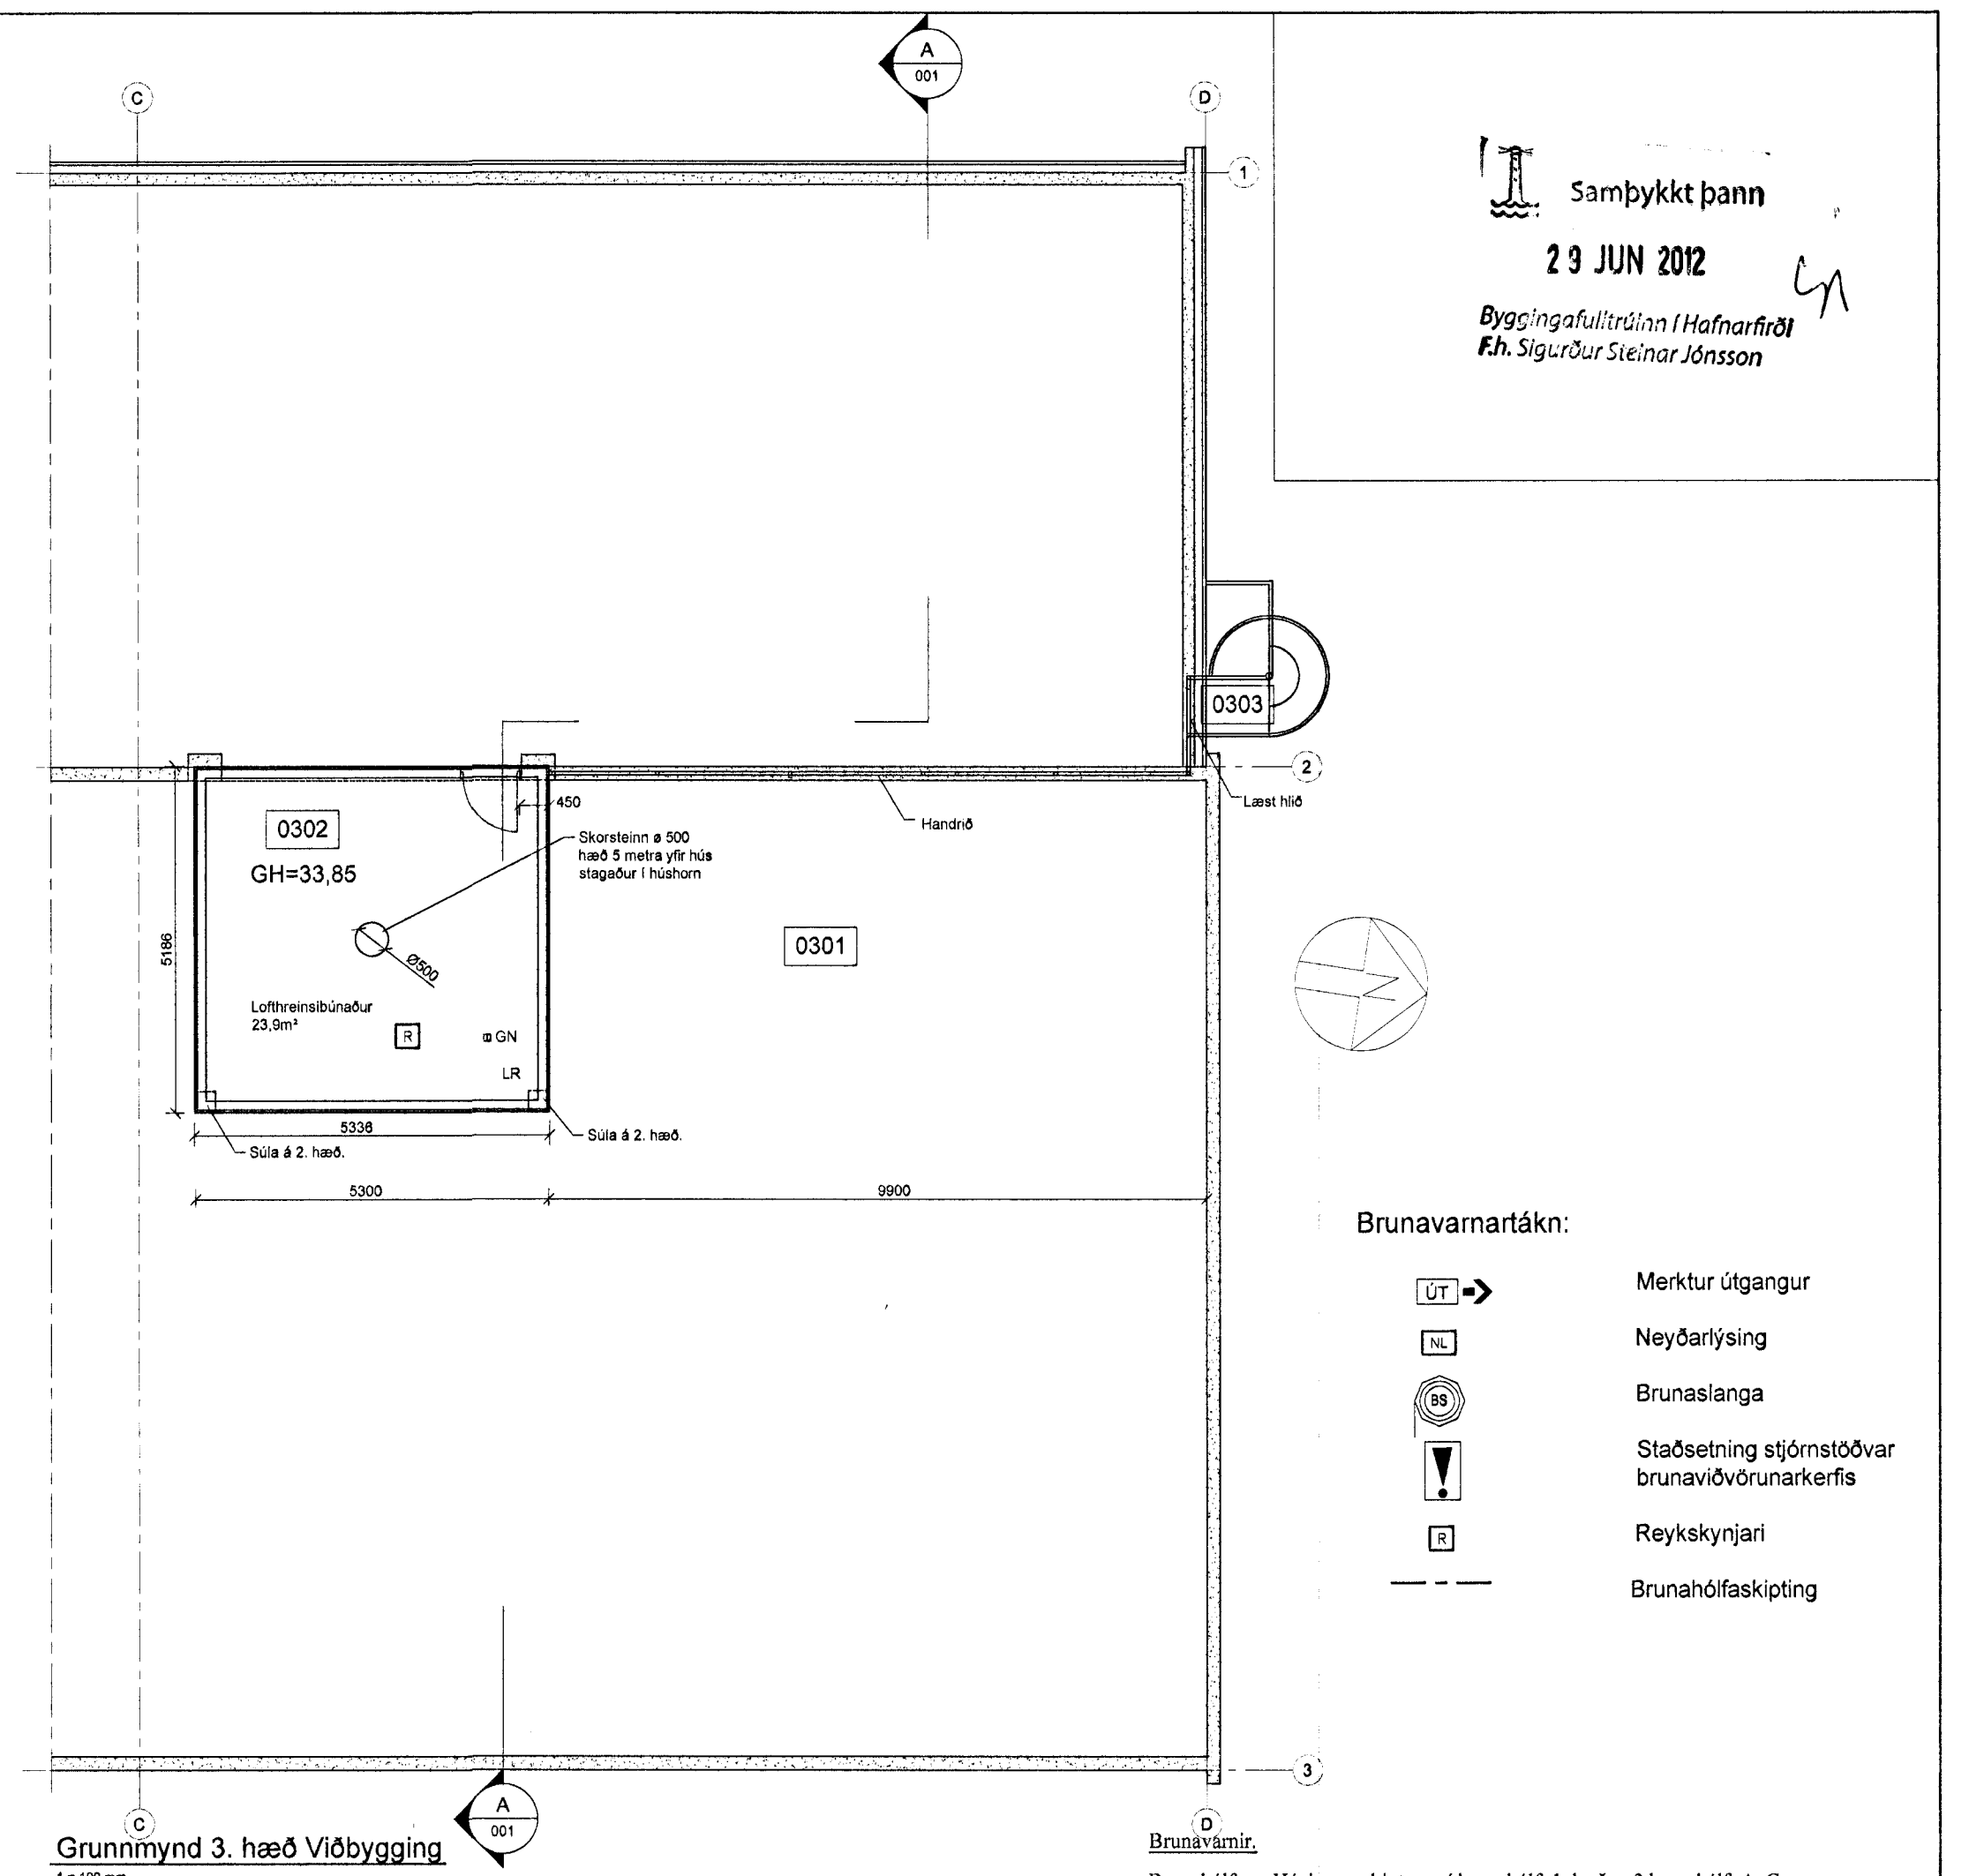 A
001
C
D
1
Samþykkt þann
29 JUN 2012
Byggingafulltrúinn í Hafnarfirði
F.h. Sigurður Steinar Jónsson
0303
2
Læst hlið
Handrið
450
0302
GH=33,85
Skorsteinn ø 500
hæð 5 metra yfir hús
stagaður í húshorn
0301
5186
Ø500
Lofthreinsibúnaður
23,9m²
R
GN
LR
5336
Súla á 2. hæð.
Súla á 2. hæð.
5300
9900
Brunavarnartákn:
ÚT Merktur útgangur
NL Neyðarlýsing
BS Brunaslanga
Staðsetning stjórnstöðvar
brunaviðvörunarkerfis
R Reykskynjari
Brunahólfaskipting
3
C
A
001
D
Grunnmynd 3. hæð Viðbygging
Brunavarnir.